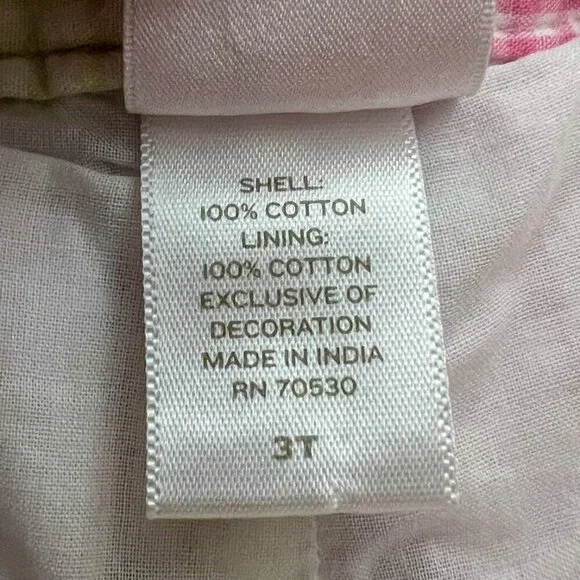 SHELL:
100% COTTON
LINING:
100% COTTON
EXCLUSIVE OF
DECORATION
MADE IN INDIA
RN 70530
3T